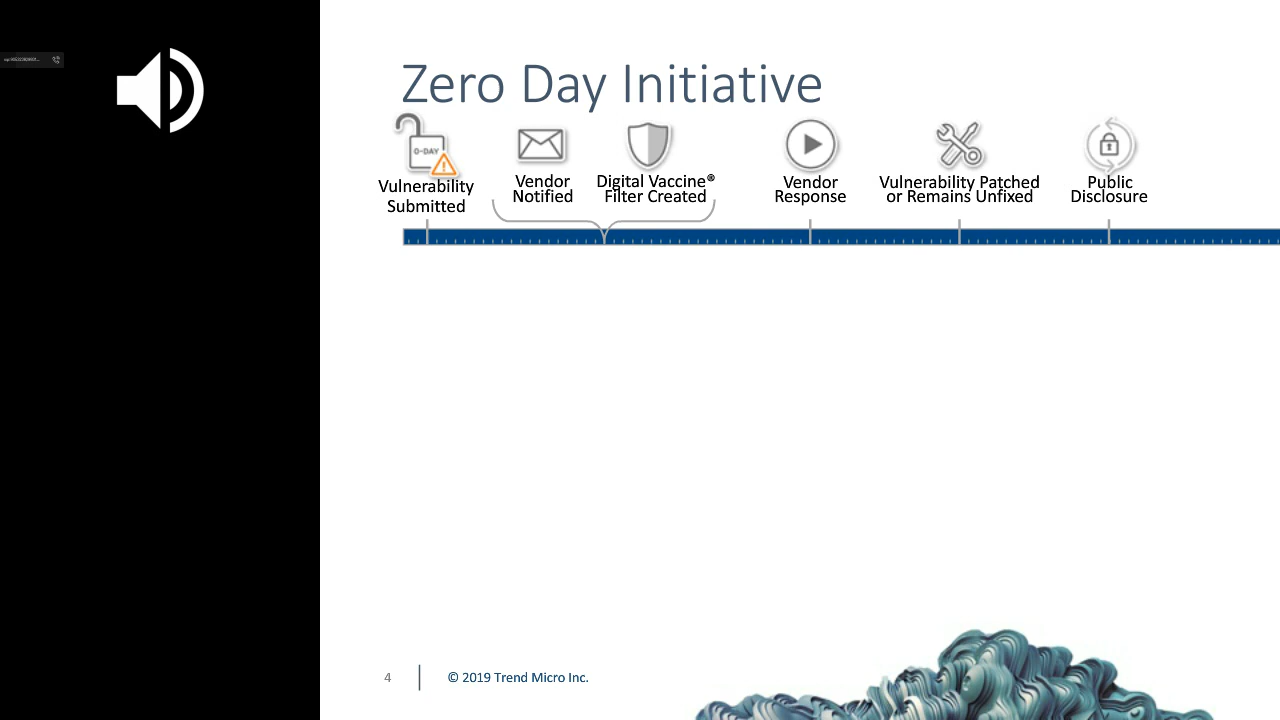 Zero Day Initiative
0-DAY
Vulnerability
Submitted
Vendor
Notified
Digital Vaccine®
Filter Created
Vendor
Response
Vulnerability Patched
or Remains Unfixed
Public
Disclosure
4
© 2019 Trend Micro Inc.